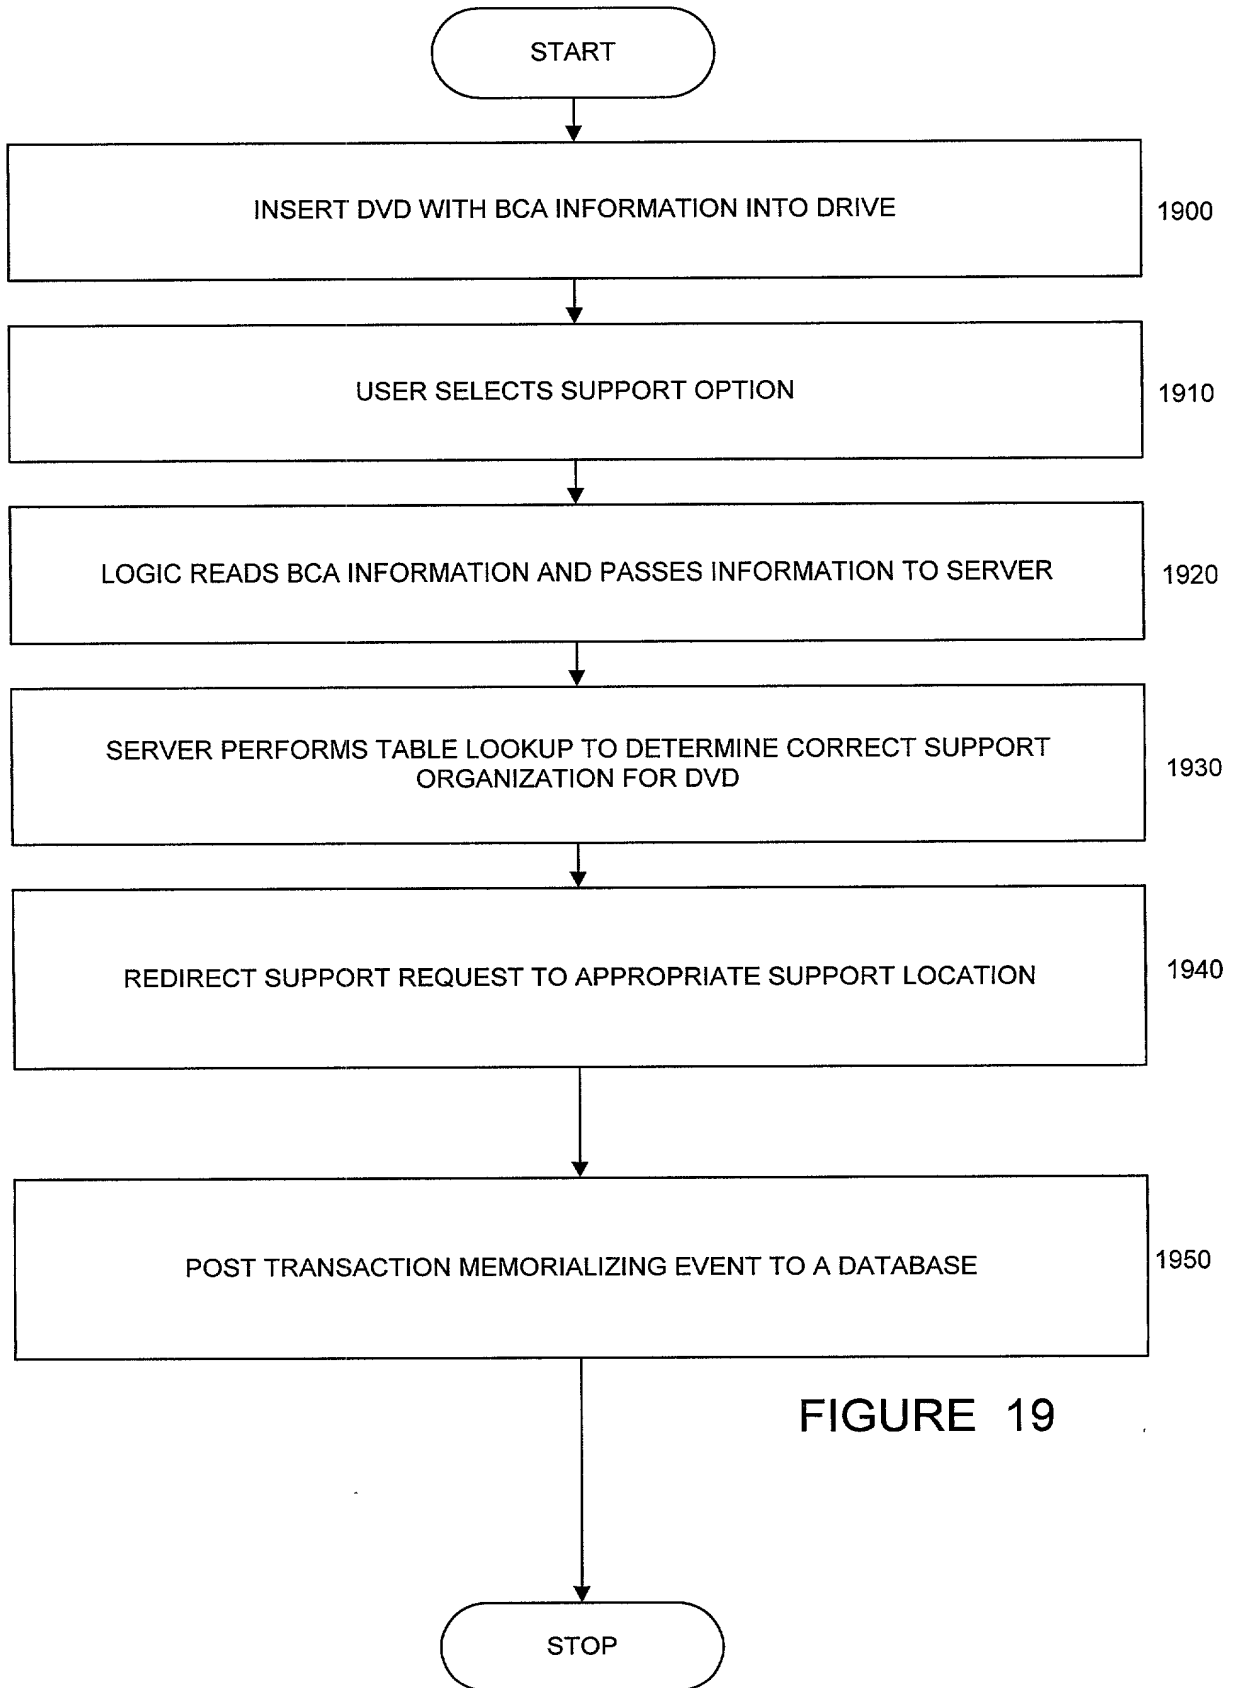 START
INSERT DVD WITH BCA INFORMATION INTO DRIVE
1900
USER SELECTS SUPPORT OPTION
1910
LOGIC READS BCA INFORMATION AND PASSES INFORMATION TO SERVER
1920
SERVER PERFORMS TABLE LOOKUP TO DETERMINE CORRECT SUPPORT
ORGANIZATION FOR DVD
1930
REDIRECT SUPPORT REQUEST TO APPROPRIATE SUPPORT LOCATION
1940
POST TRANSACTION MEMORIALIZING EVENT TO A DATABASE
1950
FIGURE 19
STOP